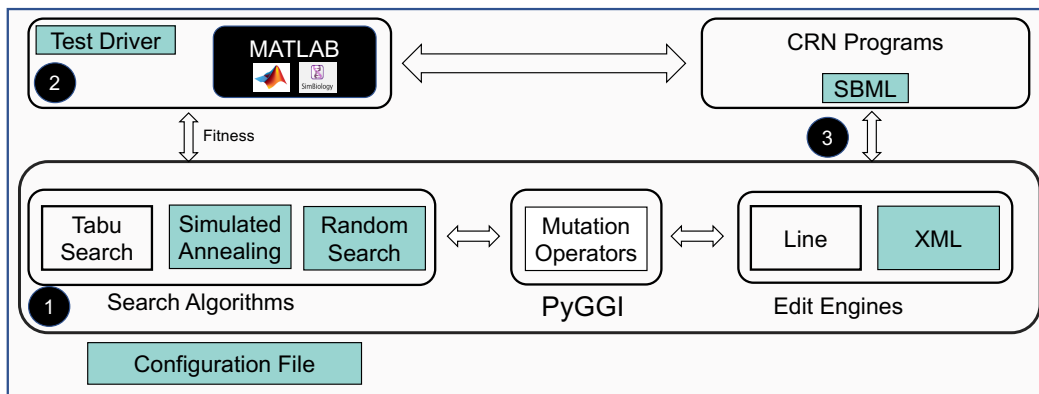 Test Driver
2
MATLAB
SimBiology
CRN Programs
SBML
Fitness
3
Tabu
Search
Simulated
Annealing
Random
Search
Mutation
Operators
Line
XML
1
Search Algorithms
PyGGI
Edit Engines
Configuration File